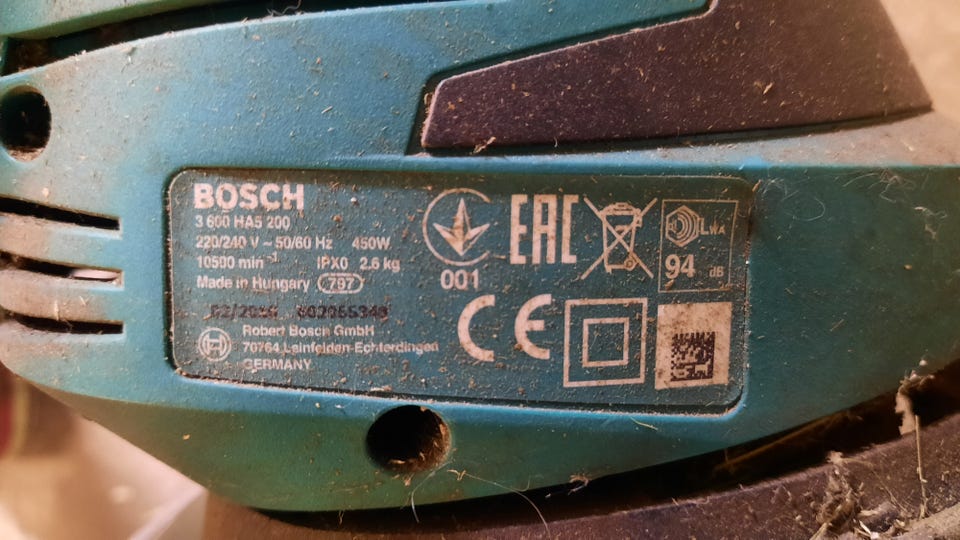 BOSCH
3 600 HA5 200
220/240 V ~ 50/60 Hz 450W
10500 min⁻¹ IPX0 2.6 kg
Made in Hungary 797
Robert Bosch GmbH
70764 Leinfelden-Echterdingen
GERMANY
001
EAC
LWA
94 dB
CE